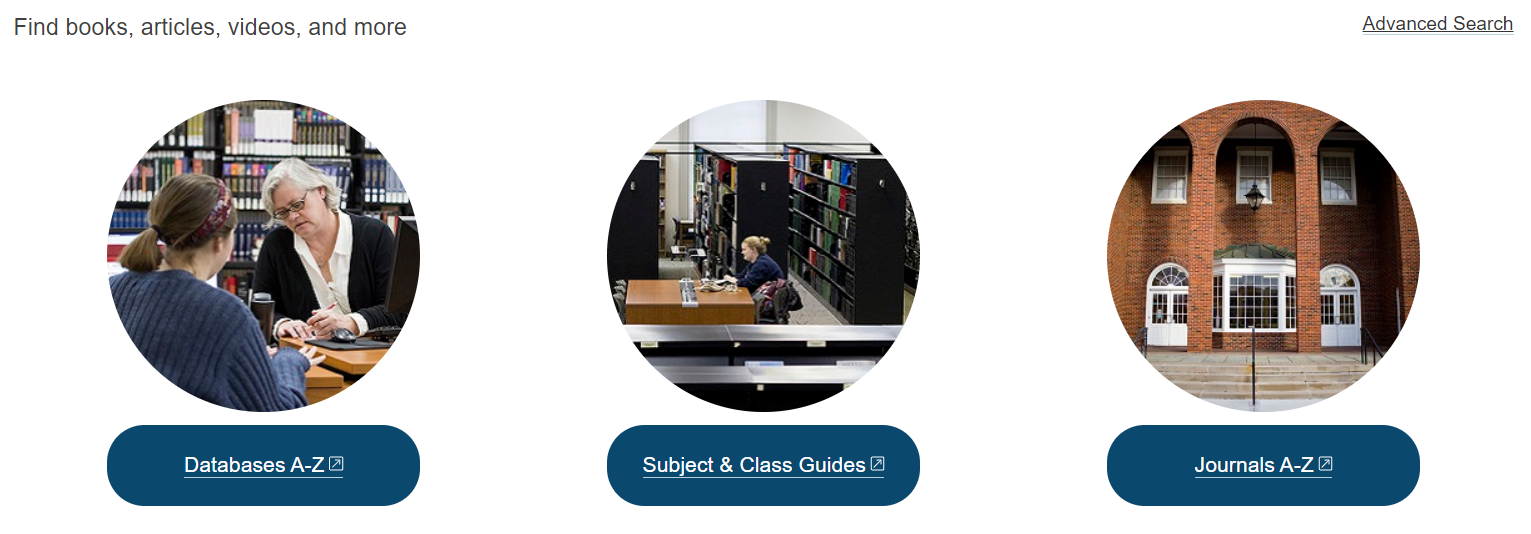 Find books, articles, videos, and more
Advanced Search
Databases A-Z
Subject & Class Guides
Journals A-Z